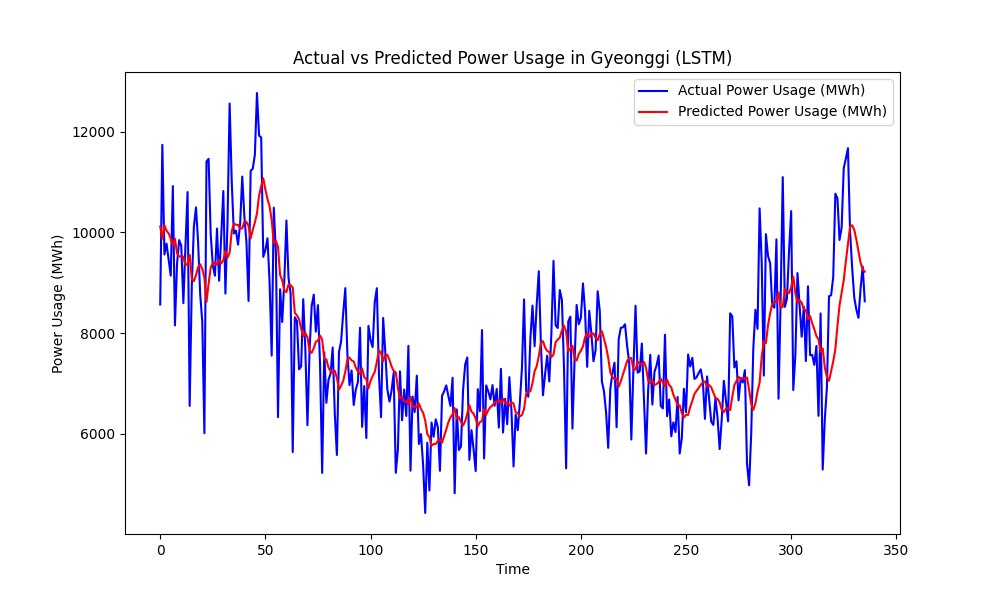 Actual vs Predicted Power Usage in Gyeonggi (LSTM)
Actual Power Usage (MWh)
Predicted Power Usage (MWh)
Power Usage (MWh)
12000
10000
8000
6000
0 50 100 150 200 250 300 350
Time